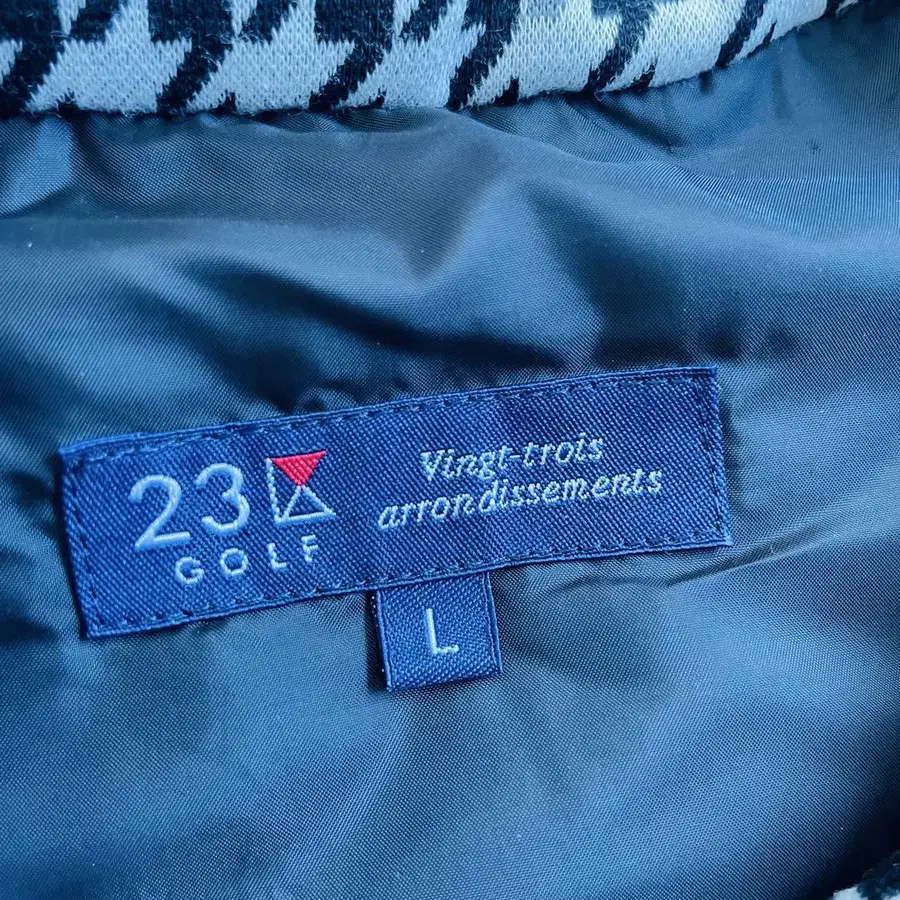 23
GOLF
Vingt-trois
arrondissements
L